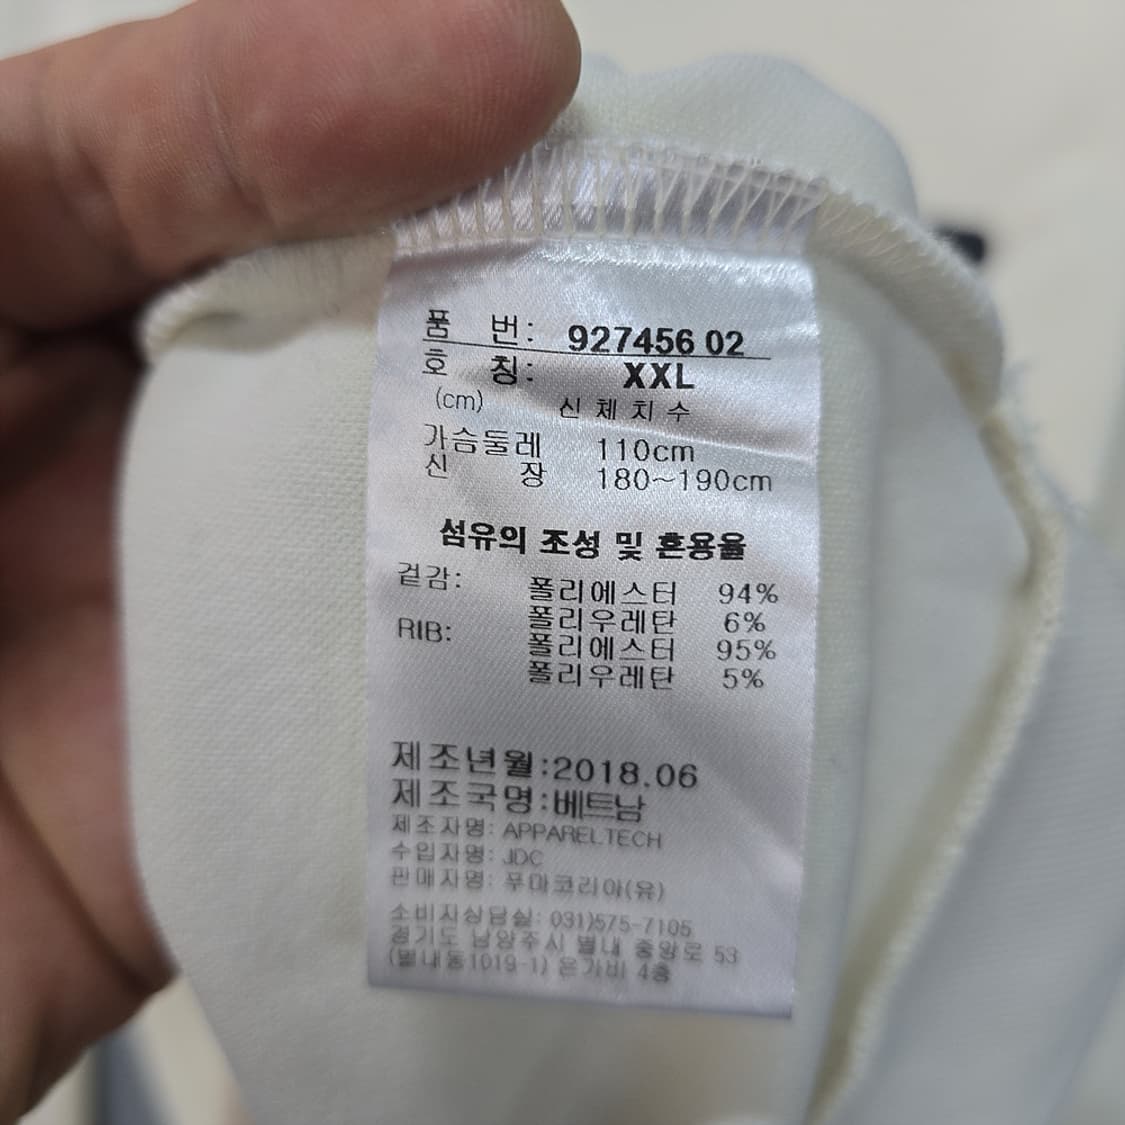 품 번: 927456 02
호 칭: XXL
(cm) 신체치수
가슴둘레 110cm
신 장 180~190cm
섬유의 조성 및 혼용율
겉감: 폴리에스터 94%
폴리우레탄 6%
RIB: 폴리에스터 95%
폴리우레탄 5%
제조년월:2018.06
제조국명:베트남
제조자명: APPARELTECH
수입자명: JDC
판매자명: 푸마코리아(유)
소비자상담실: 031)575-7105
경기도 남양주시 별내 중앙로 53
(별내동1019-1) 4층